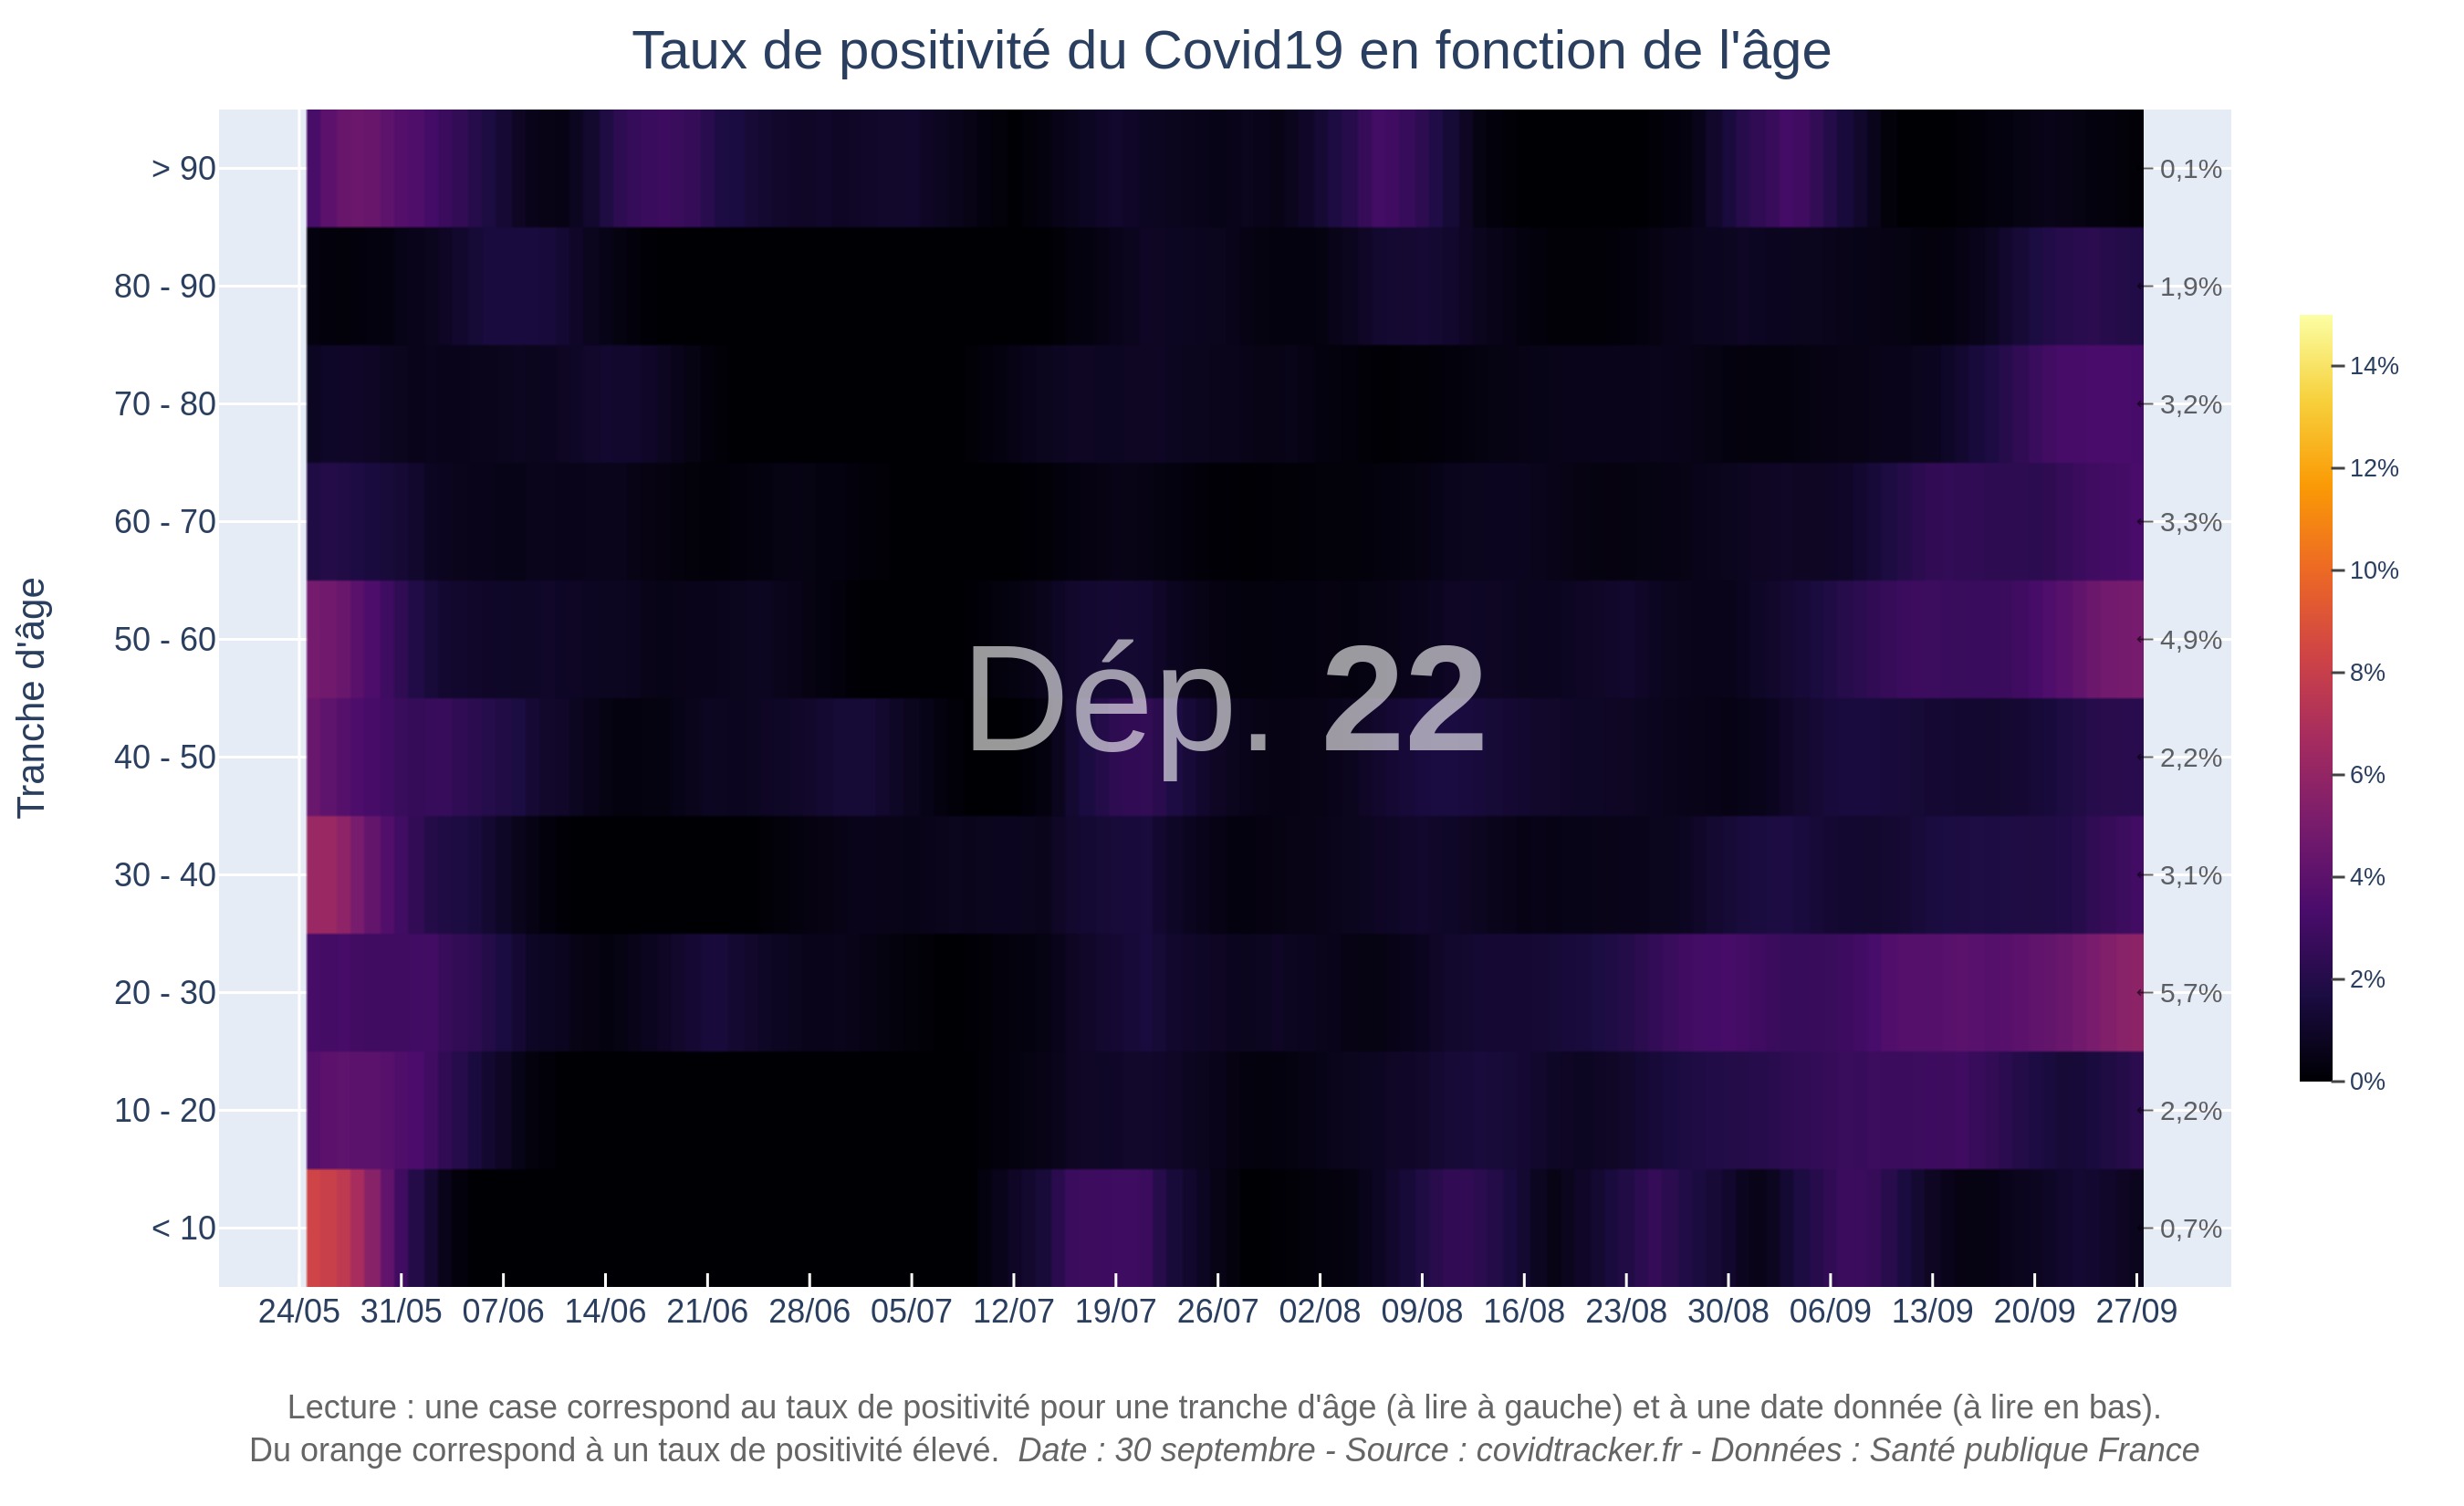 Taux de positivité du Covid19 en fonction de l'âge
Tranche d'âge
> 90
80 - 90
70 - 80
60 - 70
50 - 60
40 - 50
30 - 40
20 - 30
10 - 20
< 10
Dép. 22
0,1%
1,9%
3,2%
3,3%
4,9%
2,2%
3,1%
5,7%
2,2%
0,7%
14%
12%
10%
8%
6%
4%
2%
0%
24/05 31/05 07/06 14/06 21/06 28/06 05/07 12/07 19/07 26/07 02/08 09/08 16/08 23/08 30/08 06/09 13/09 20/09 27/09
Lecture : une case correspond au taux de positivité pour une tranche d'âge (à lire à gauche) et à une date donnée (à lire en bas).
Du orange correspond à un taux de positivité élevé. Date : 30 septembre - Source : covidtracker.fr - Données : Santé publique France